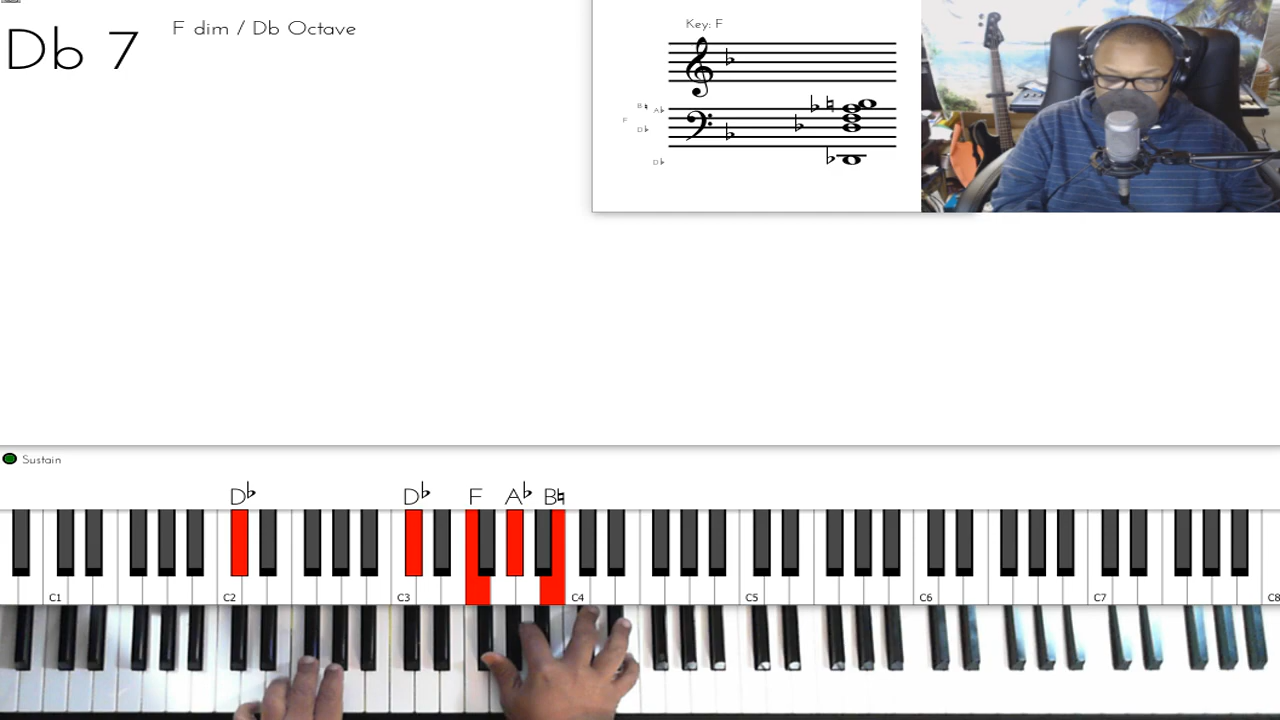 Db 7
F dim / Db Octave
Key: F
B♮
A♭
F
D♭
D♭
Sustain
D♭ D♭ F A♭ B♮
C1 C2 C3 C4 C5 C6 C7 C8